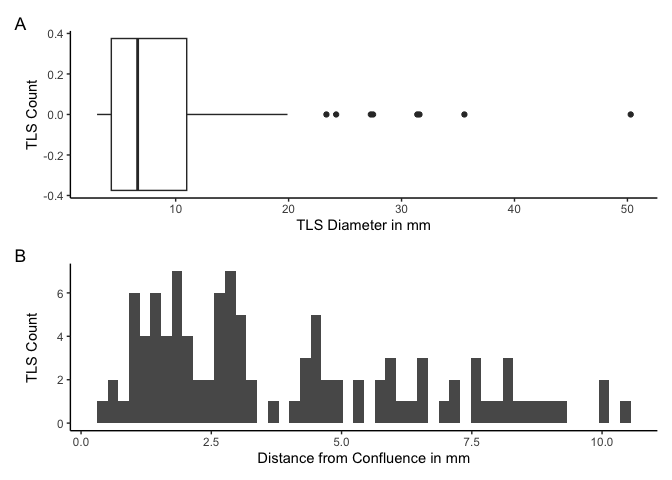 A
0.4
0.2
0.0
-0.2
-0.4
TLS Count
10 20 30 40 50
TLS Diameter in mm
B
6
4
2
0
TLS Count
0.0 2.5 5.0 7.5 10.0
Distance from Confluence in mm